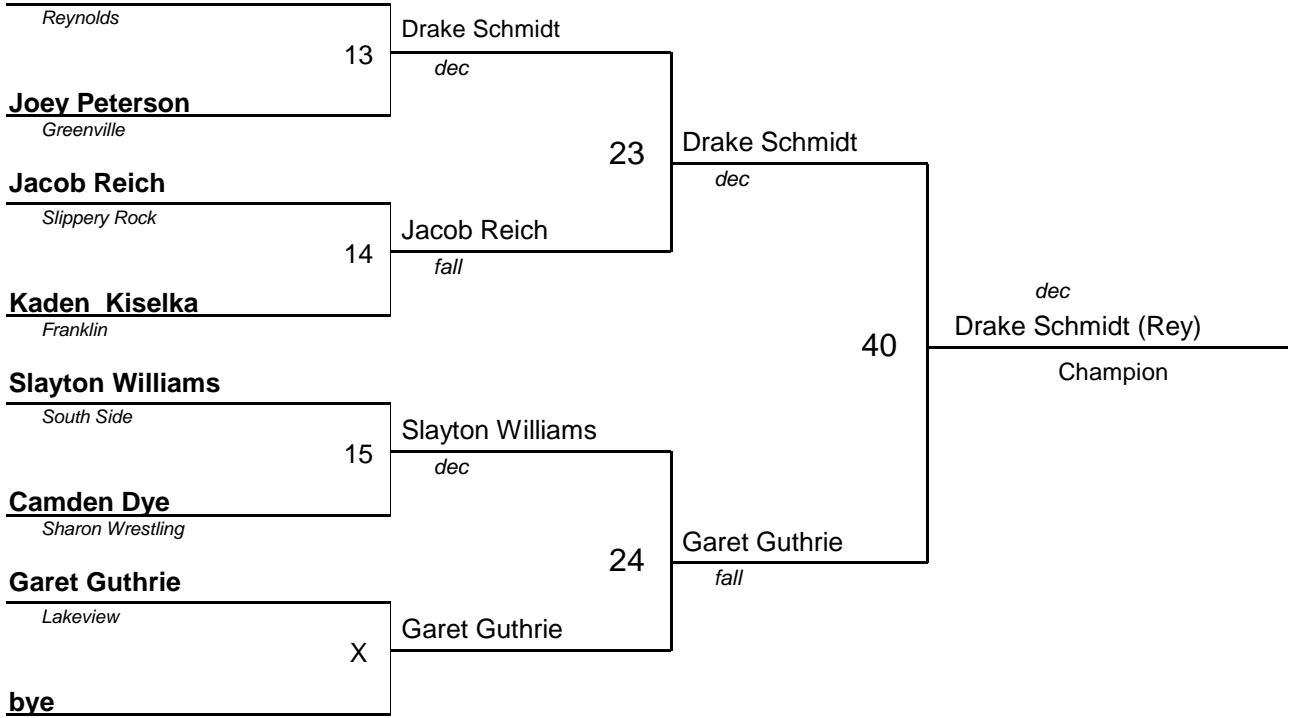 Reynolds
13
Drake Schmidt
dec
Joey Peterson
Greenville
23
Drake Schmidt
dec
Jacob Reich
Slippery Rock
14
Jacob Reich
fall
Kaden  Kiselka
Franklin
40
dec
Drake Schmidt (Rey)
Champion
Slayton Williams
South Side
15
Slayton Williams
dec
Camden Dye
Sharon Wrestling
24
Garet Guthrie
fall
Garet Guthrie
Lakeview
X
Garet Guthrie
bye